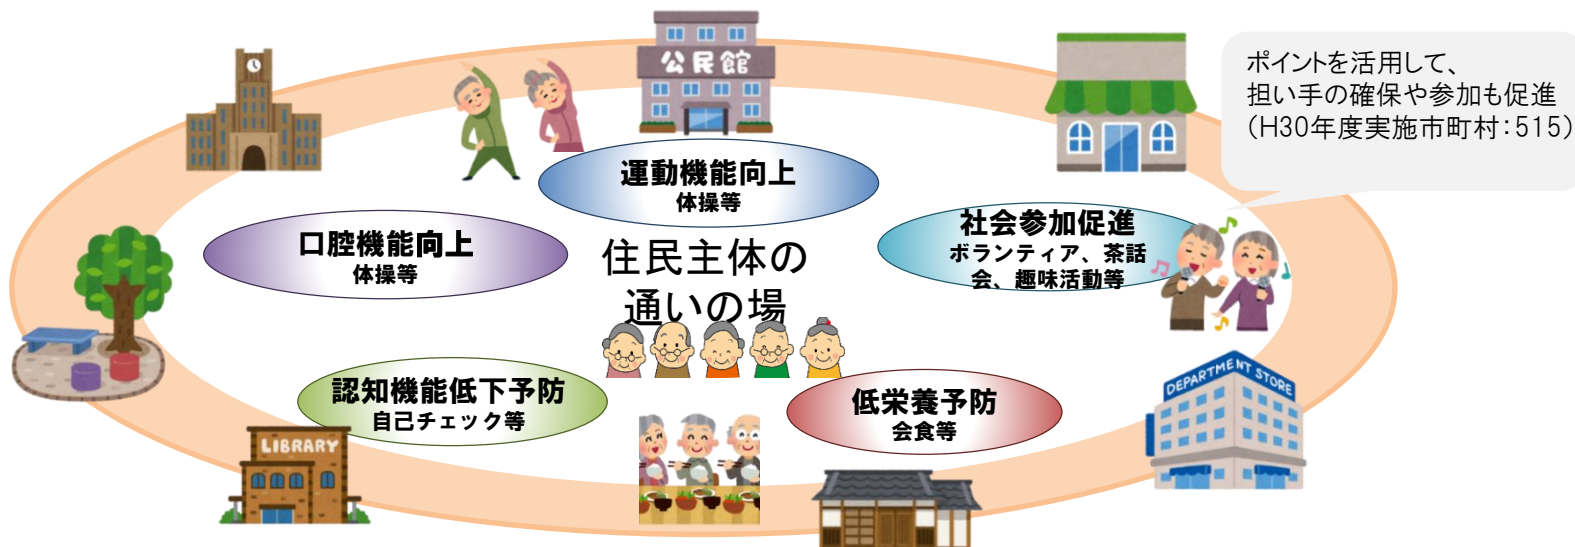 公民館
ポイントを活用して、
担い手の確保や参加も促進
(H30年度実施市町村:515)
運動機能向上
体操等
口腔機能向上
体操等
社会参加促進
ボランティア、茶話
会、趣味活動等
住民主体の
通いの場
認知機能低下予防
自己チェック等
低栄養予防
会食等
DEPARTMENT STORE
LIBRARY